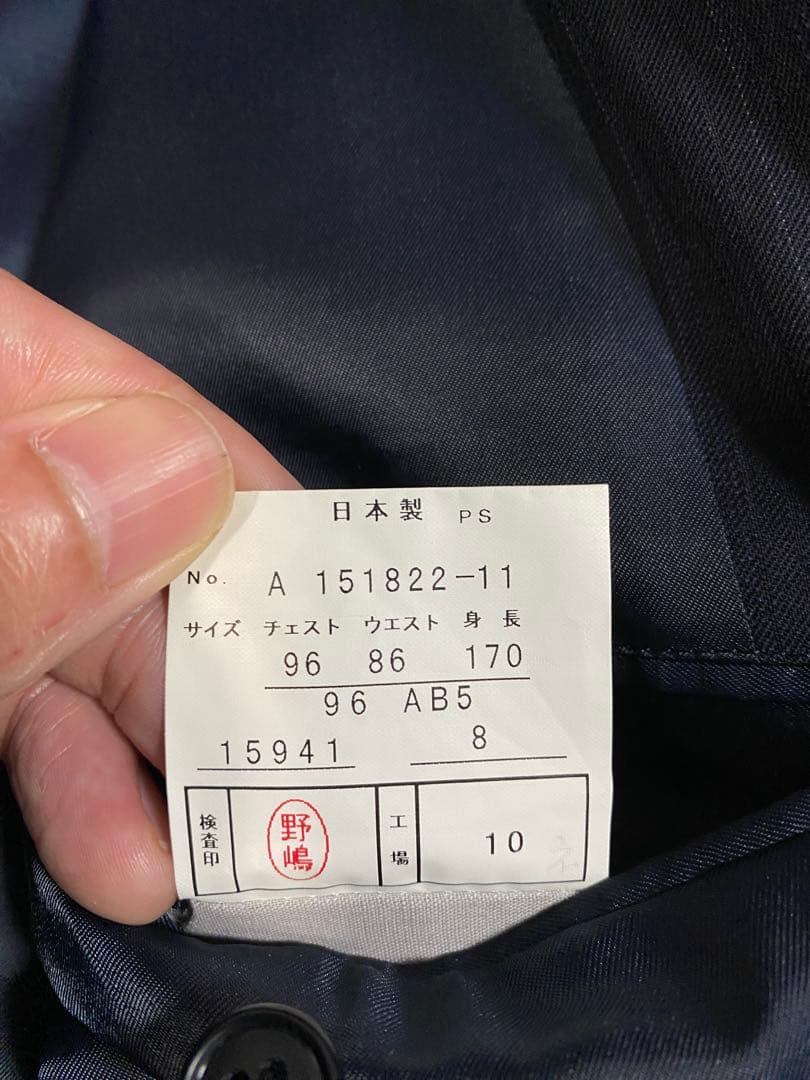 日本製 PS
No. A 151822-11
サイズ チェスト ウエスト 身長
96 86 170
96 AB5
15941 8
検査印 野嶋 工場 10